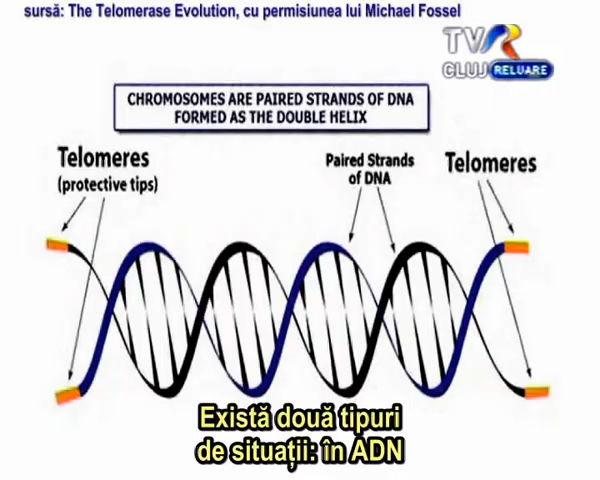 sursă: The Telomerase Evolution, cu permisiunea lui Michael Fossel
TVR
CLUJ RELUARE
CHROMOSOMES ARE PAIRED STRANDS OF DNA
FORMED AS THE DOUBLE HELIX
Telomeres
(protective tips)
Paired Strands
of DNA
Telomeres
Există două tipuri
de situații: în ADN